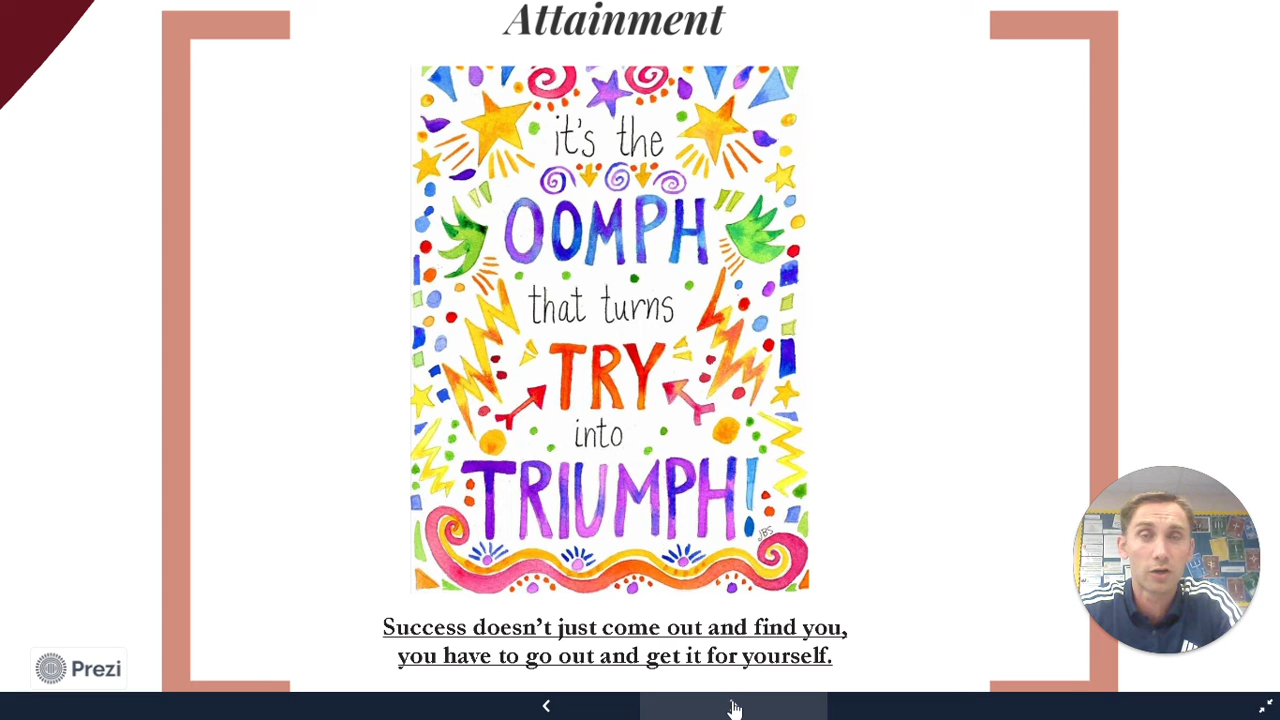 Attainment
it's the
OOMPH
that turns
TRY
into
TRIUMPH!
JBS
Success doesn't just come out and find you,
you have to go out and get it for yourself.
Prezi